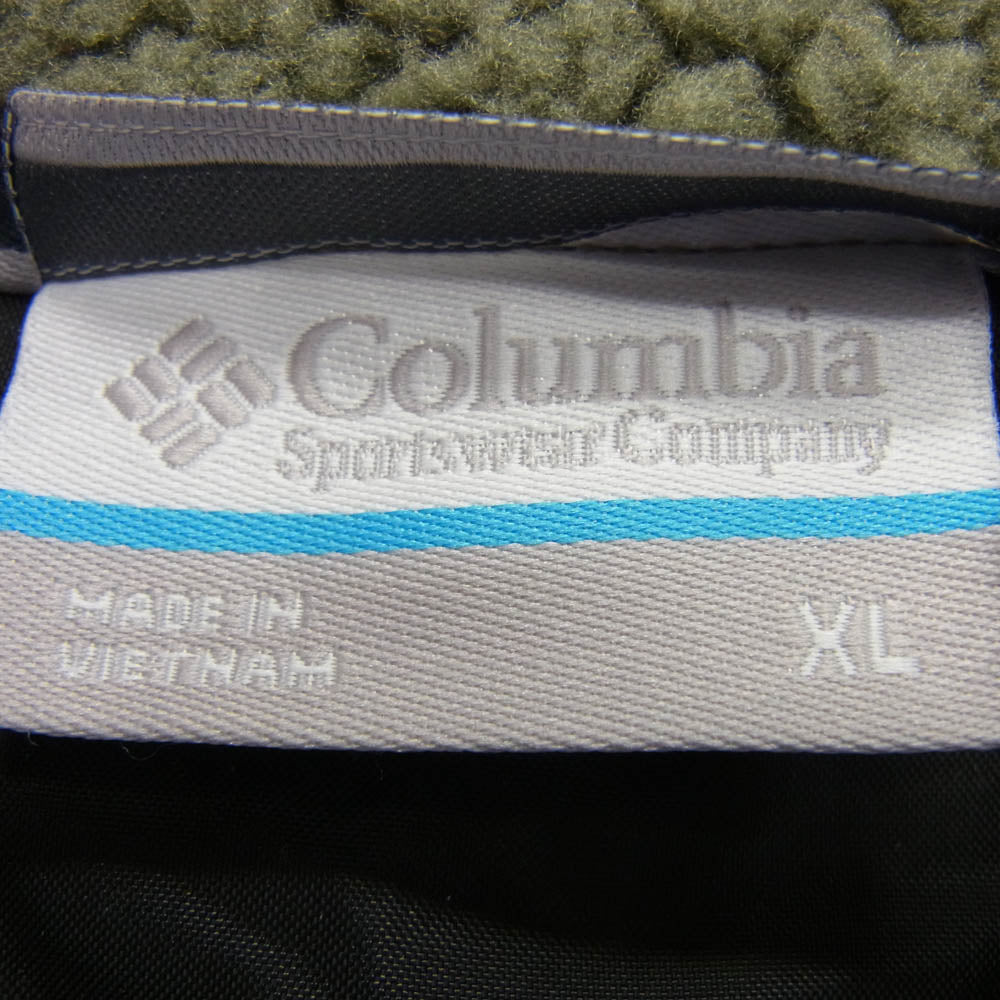 Columbia
Sportswear Company
MADE IN
VIETNAM
XL